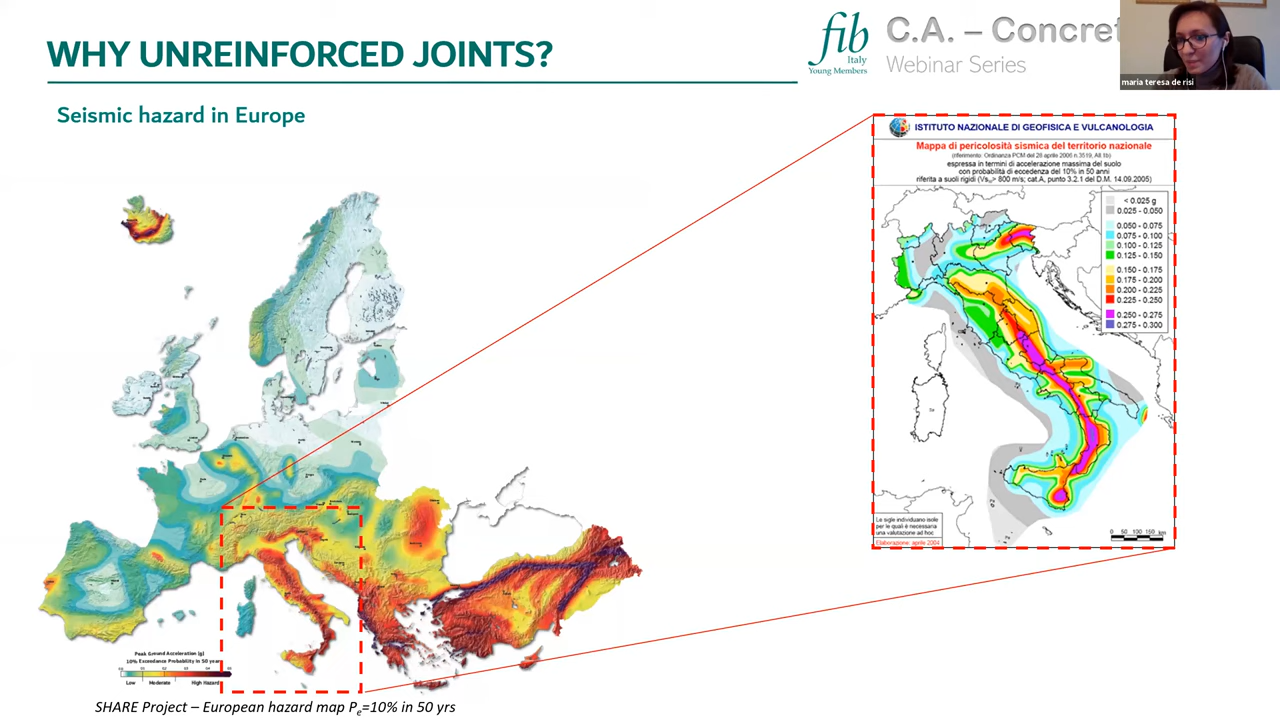 WHY UNREINFORCED JOINTS?
fib
Italy
Young Members
C.A. – Concret
Webinar Series
maria teresa de risi
Seismic hazard in Europe
ISTITUTO NAZIONALE DI GEOFISICA E VULCANOLOGIA
Mappa di pericolosità sismica del territorio nazionale
(riferimento: Ordinanza PCM del 28 aprile 2006 n.3519, All.1b)
espressa in termini di accelerazione massima del suolo
con probabilità di eccedenza del 10% in 50 anni
riferita a suoli rigidi (Vs₃₀> 800 m/s; cat.A, punto 3.2.1 del D.M. 14.09.2005)
< 0.025 g
0.025 - 0.050
0.050 - 0.075
0.075 - 0.100
0.100 - 0.125
0.125 - 0.150
0.150 - 0.175
0.175 - 0.200
0.200 - 0.225
0.225 - 0.250
0.250 - 0.275
0.275 - 0.300
Le sigle individuano isole
per le quali è necessaria
una valutazione ad hoc
Elaborazione: aprile 2004
0 50 100 150 km
Peak Ground Acceleration (g)
10% Exceedance Probability in 50 years
Low Moderate High Hazard
SHARE Project – European hazard map Pₑ=10% in 50 yrs